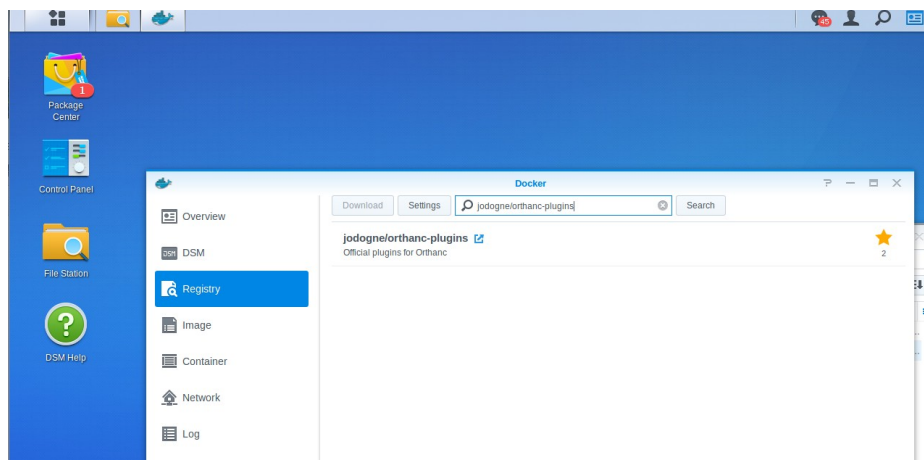 45
1
Package
Center
Control Panel
File Station
DSM Help
Docker
Download Settings jodogne/orthanc-plugins Search
Overview
DSM DSM
Registry
Image
Container
Network
Log
jodogne/orthanc-plugins
Official plugins for Orthanc
2